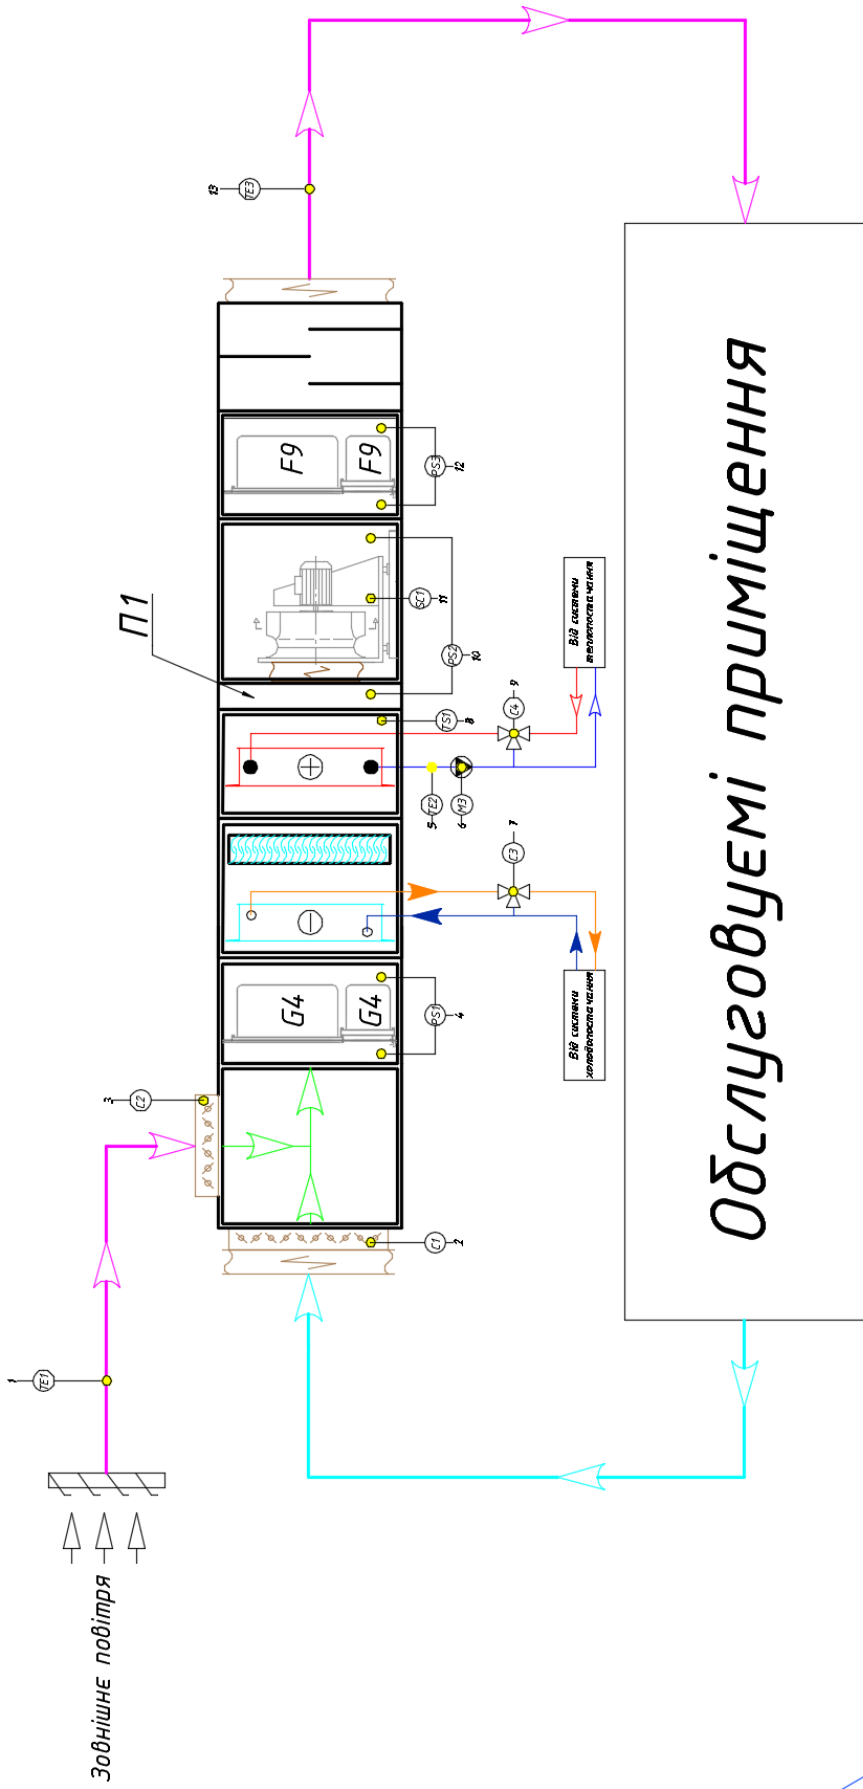 Зовнішнє повітря
1
TE1
3
C2
C1
2
G4
G4
PS1
4
Від системи
холодопостачання
C3
7
П1
TE2
5
M3
6
TS1
8
C4
9
Від системи
теплопостачання
PS2
10
SC1
11
F9
F9
PS3
12
13
TE3
Обслуговуємі приміщення